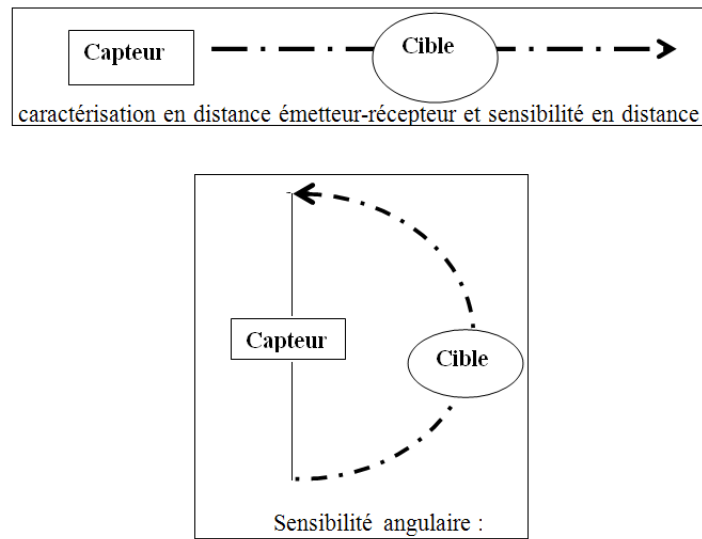 Capteur
Cible
caractérisation en distance émetteur-récepteur et sensibilité en distance
Capteur
Cible
Sensibilité angulaire :